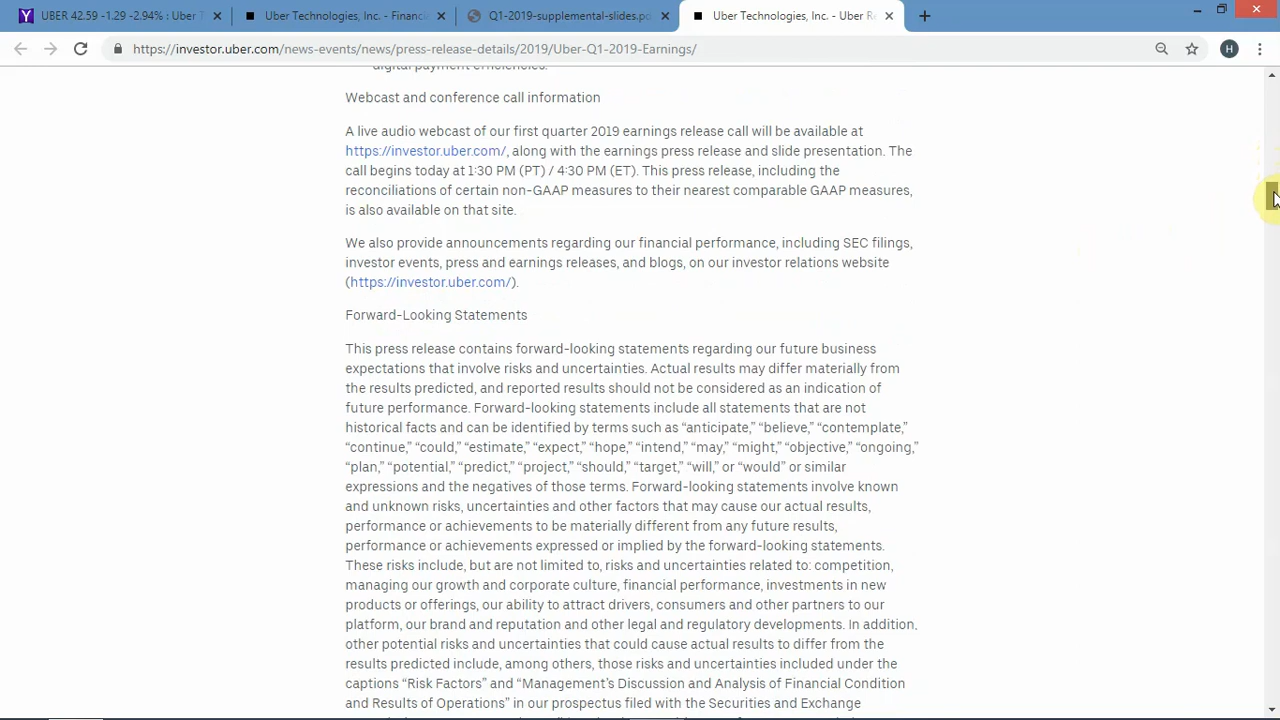 UBER 42.59 -1.29 -2.94% : Uber T
Uber Technologies, Inc. - Financi
Q1-2019-supplemental-slides.pd
Uber Technologies, Inc. - Uber Re
https://investor.uber.com/news-events/news/press-release-details/2019/Uber-Q1-2019-Earnings/
H
digital payment efficiencies.
Webcast and conference call information
A live audio webcast of our first quarter 2019 earnings release call will be available at
https://investor.uber.com/, along with the earnings press release and slide presentation. The
call begins today at 1:30 PM (PT) / 4:30 PM (ET). This press release, including the
reconciliations of certain non-GAAP measures to their nearest comparable GAAP measures,
is also available on that site.
We also provide announcements regarding our financial performance, including SEC filings,
investor events, press and earnings releases, and blogs, on our investor relations website
(https://investor.uber.com/).
Forward-Looking Statements
This press release contains forward-looking statements regarding our future business
expectations that involve risks and uncertainties. Actual results may differ materially from
the results predicted, and reported results should not be considered as an indication of
future performance. Forward-looking statements include all statements that are not
historical facts and can be identified by terms such as “anticipate,” “believe,” “contemplate,”
“continue,” “could,” “estimate,” “expect,” “hope,” “intend,” “may,” “might,” “objective,” “ongoing,”
“plan,” “potential,” “predict,” “project,” “should,” “target,” “will,” or “would” or similar
expressions and the negatives of those terms. Forward-looking statements involve known
and unknown risks, uncertainties and other factors that may cause our actual results,
performance or achievements to be materially different from any future results,
performance or achievements expressed or implied by the forward-looking statements.
These risks include, but are not limited to, risks and uncertainties related to: competition,
managing our growth and corporate culture, financial performance, investments in new
products or offerings, our ability to attract drivers, consumers and other partners to our
platform, our brand and reputation and other legal and regulatory developments. In addition,
other potential risks and uncertainties that could cause actual results to differ from the
results predicted include, among others, those risks and uncertainties included under the
captions “Risk Factors” and “Management’s Discussion and Analysis of Financial Condition
and Results of Operations” in our prospectus filed with the Securities and Exchange